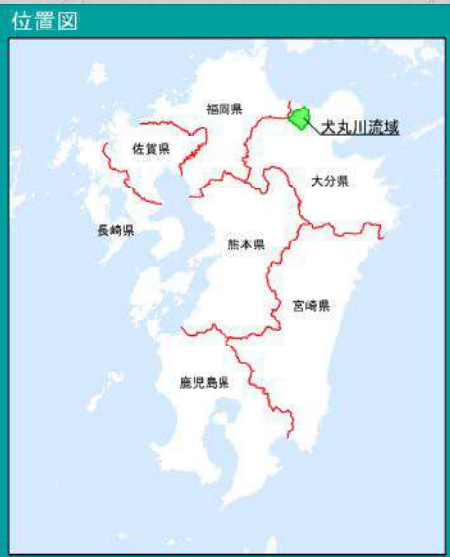 位置図
福岡県
犬丸川流域
佐賀県
大分県
長崎県
熊本県
宮崎県
鹿児島県